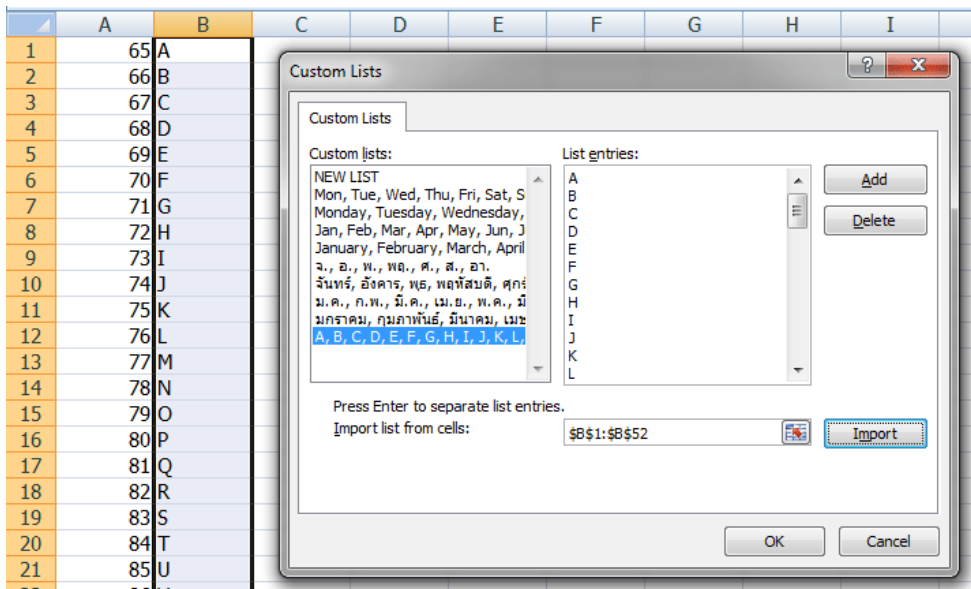 A B C D E F G H I
1 65 A
2 66 B
3 67 C
4 68 D
5 69 E
6 70 F
7 71 G
8 72 H
9 73 I
10 74 J
11 75 K
12 76 L
13 77 M
14 78 N
15 79 O
16 80 P
17 81 Q
18 82 R
19 83 S
20 84 T
21 85 U
Custom Lists
Custom Lists
Custom lists:
NEW LIST
Mon, Tue, Wed, Thu, Fri, Sat, S
Monday, Tuesday, Wednesday,
Jan, Feb, Mar, Apr, May, Jun, J
January, February, March, April
จ., อ., พ., พฤ., ศ., ส., อา.
จันทร์, อังคาร, พุธ, พฤหัสบดี, ศุกร์
ม.ค., ก.พ., มี.ค., เม.ย., พ.ค., มิ
มกราคม, กุมภาพันธ์, มีนาคม, เมษ
A, B, C, D, E, F, G, H, I, J, K, L,
List entries:
A
B
C
D
E
F
G
H
I
J
K
L
Add
Delete
Press Enter to separate list entries.
Import list from cells:
$B$1:$B$52
Import
OK
Cancel